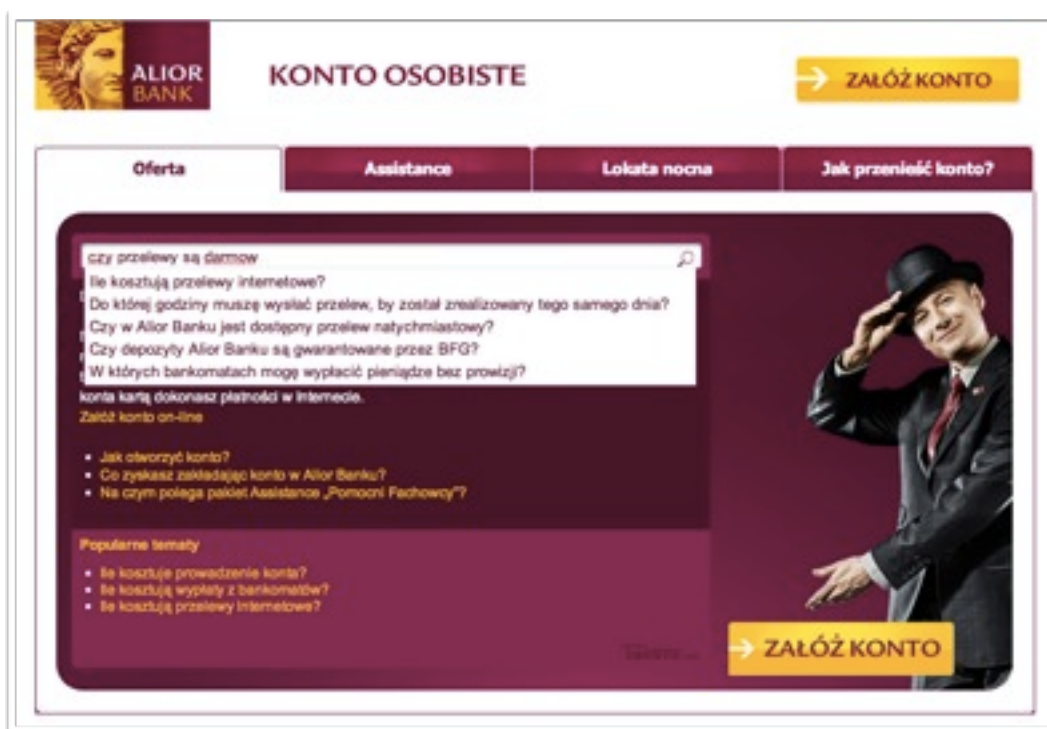 ALIOR
BANK
KONTO OSOBISTE
ZAŁÓŻ KONTO
Oferta
Assistance
Lokata nocna
Jak przenieść konto?
czy przelewy są darmow
Ile kosztują przelewy internetowe?
Do której godziny muszę wysłać przelew, by został zrealizowany tego samego dnia?
Czy w Alior Banku jest dostępny przelew natychmiastowy?
Czy depozyty Alior Banku są gwarantowane przez BFG?
W których bankomatach mogę wypłacić pieniądze bez prowizji?
konta kartą dokonasz płatności w Internecie.
Załóż konto on-line
Jak otworzyć konto?
Co zyskasz zakładając konto w Alior Banku?
Na czym polega pakiet Assistance „Pomocni Fachowcy"?
Popularne tematy
Ile kosztuje prowadzenie konta?
Ile kosztują wypłaty z bankomatów?
Ile kosztują przelewy internetowe?
ZAŁÓŻ KONTO